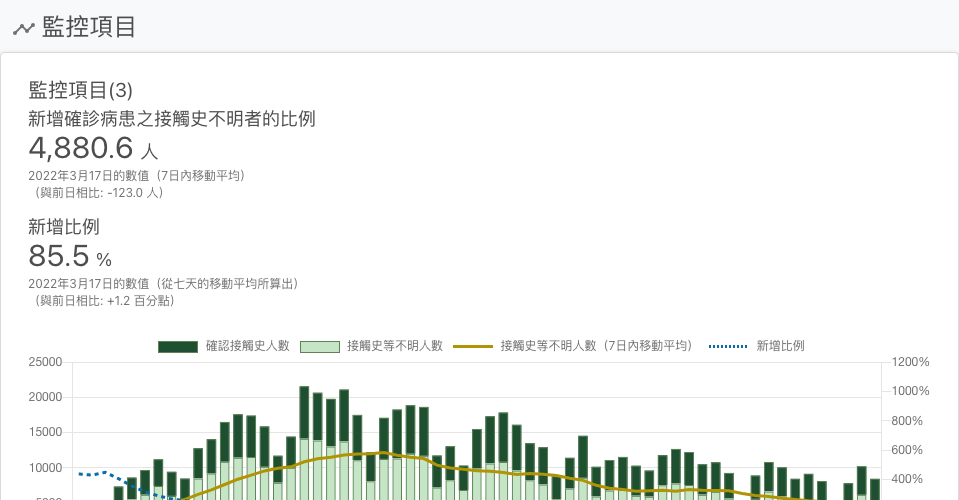 監控項目
監控項目(3)
新增確診病患之接觸史不明者的比例
4,880.6 人
2022年3月17日的數值（7日內移動平均）
（與前日相比: -123.0 人）
新增比例
85.5 %
2022年3月17日的數值（從七天的移動平均所算出）
（與前日相比: +1.2 百分點）
確認接觸史人數 接觸史等不明人數 接觸史等不明人數（7日內移動平均） 新增比例
25000 1200%
20000 1000%
15000 800%
10000 600%
400%